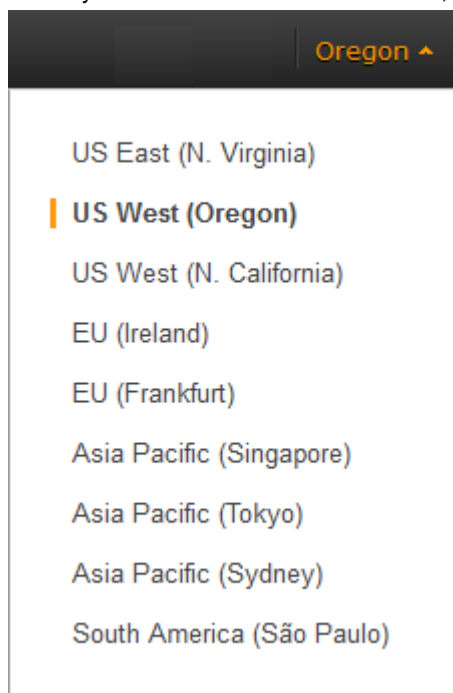 Oregon
US East (N. Virginia)
US West (Oregon)
US West (N. California)
EU (Ireland)
EU (Frankfurt)
Asia Pacific (Singapore)
Asia Pacific (Tokyo)
Asia Pacific (Sydney)
South America (São Paulo)